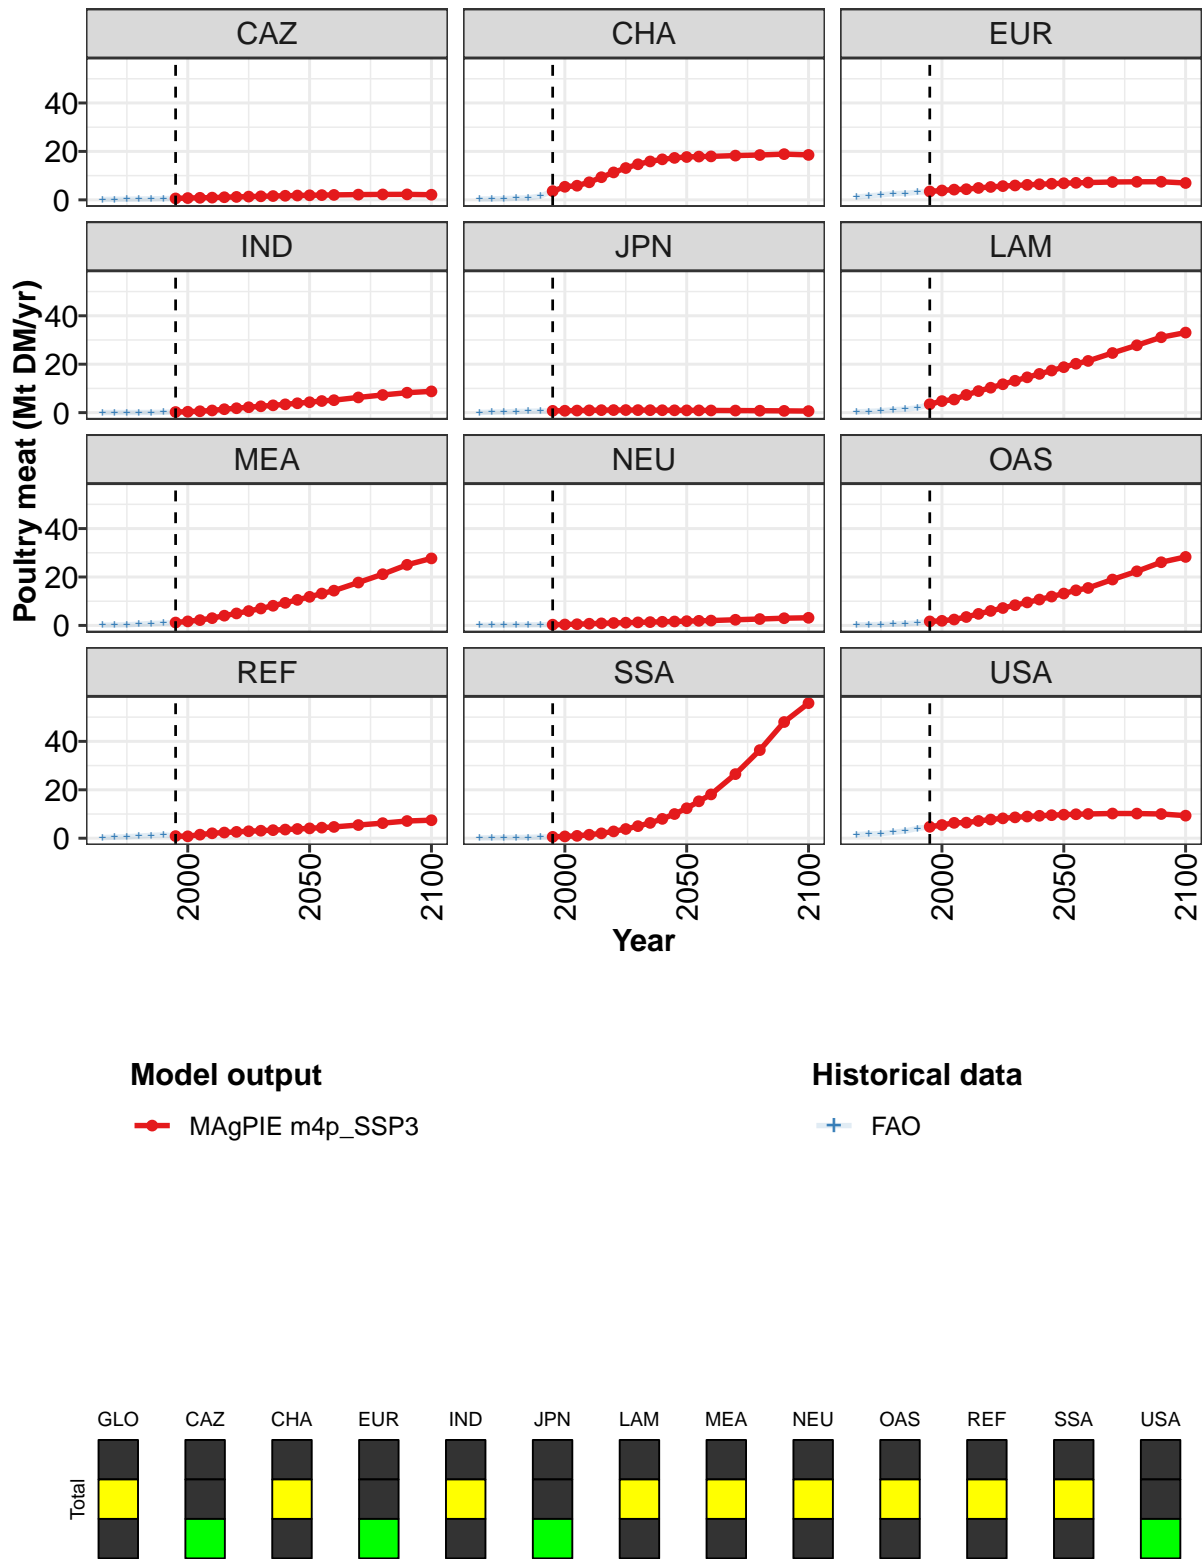 CAZ CHA EUR
40
20
0
IND JPN LAM
40
20
0
MEA NEU OAS
40
20
0
REF SSA USA
40
20
0
Poultry meat (Mt DM/yr)
2000 2050 2100 2000 2050 2100 2000 2050 2100
Year
Model output Historical data
MAgPIE m4p_SSP3 FAO
GLO CAZ CHA EUR IND JPN LAM MEA NEU OAS REF SSA USA
Total